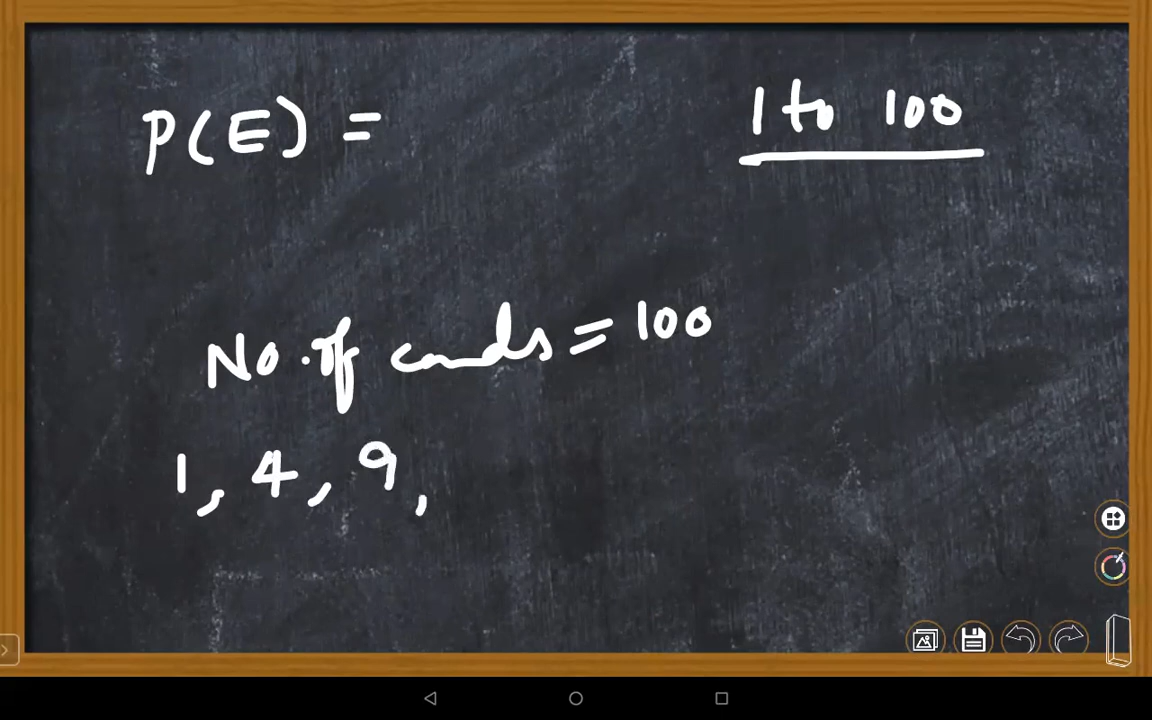 P(E) =
1 to 100
No. of cards = 100
1, 4, 9,